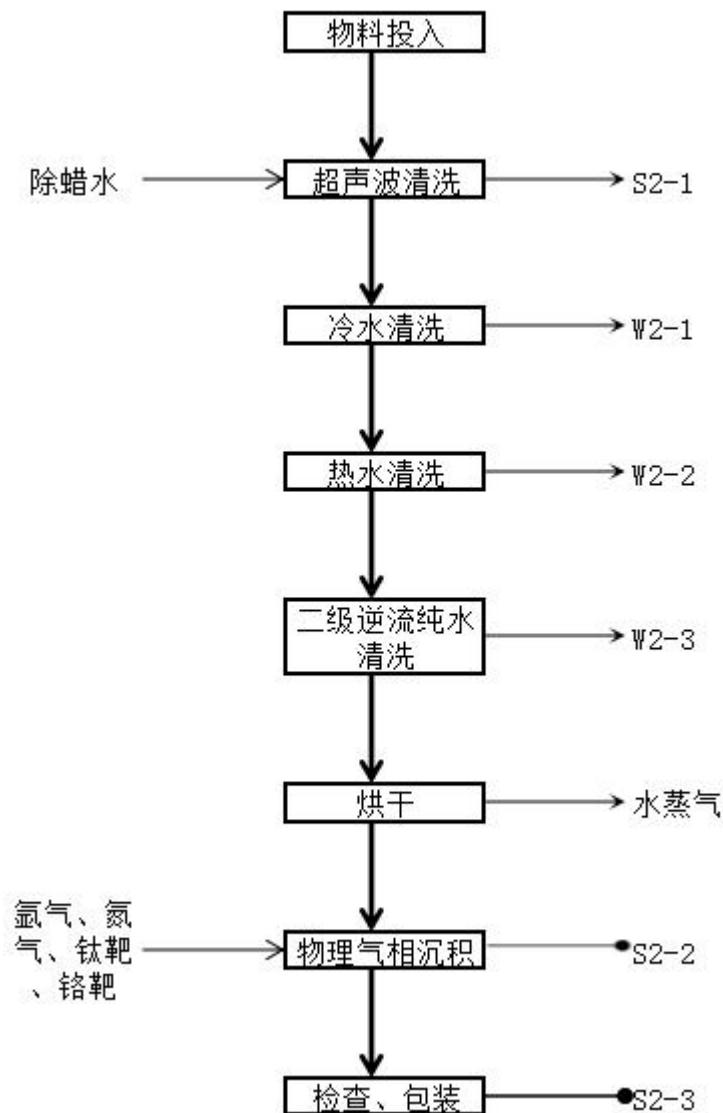 物料投入
除蜡水
超声波清洗
S2-1
冷水清洗
W2-1
热水清洗
W2-2
二级逆流纯水
清洗
W2-3
烘干
水蒸气
氩气、氮
气、钛靶
、铬靶
物理气相沉积
S2-2
检查、包装
S2-3